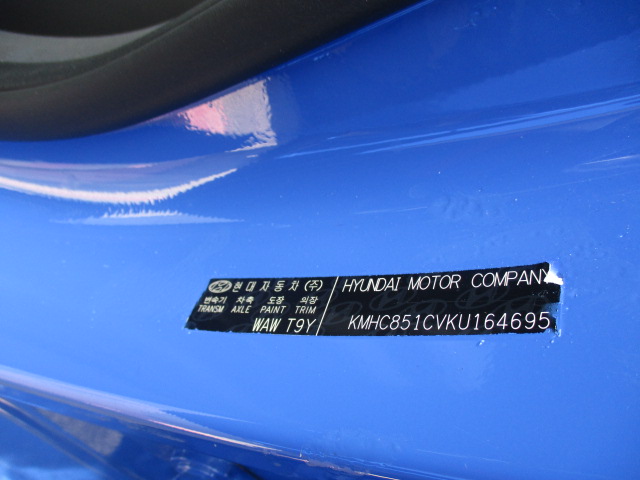 현대자동차(주)
변속기 차축 도장 의장
TRANSM AXLE PAINT TRIM
WAW T9Y
HYUNDAI MOTOR COMPANY
KMHC851CVKU164695